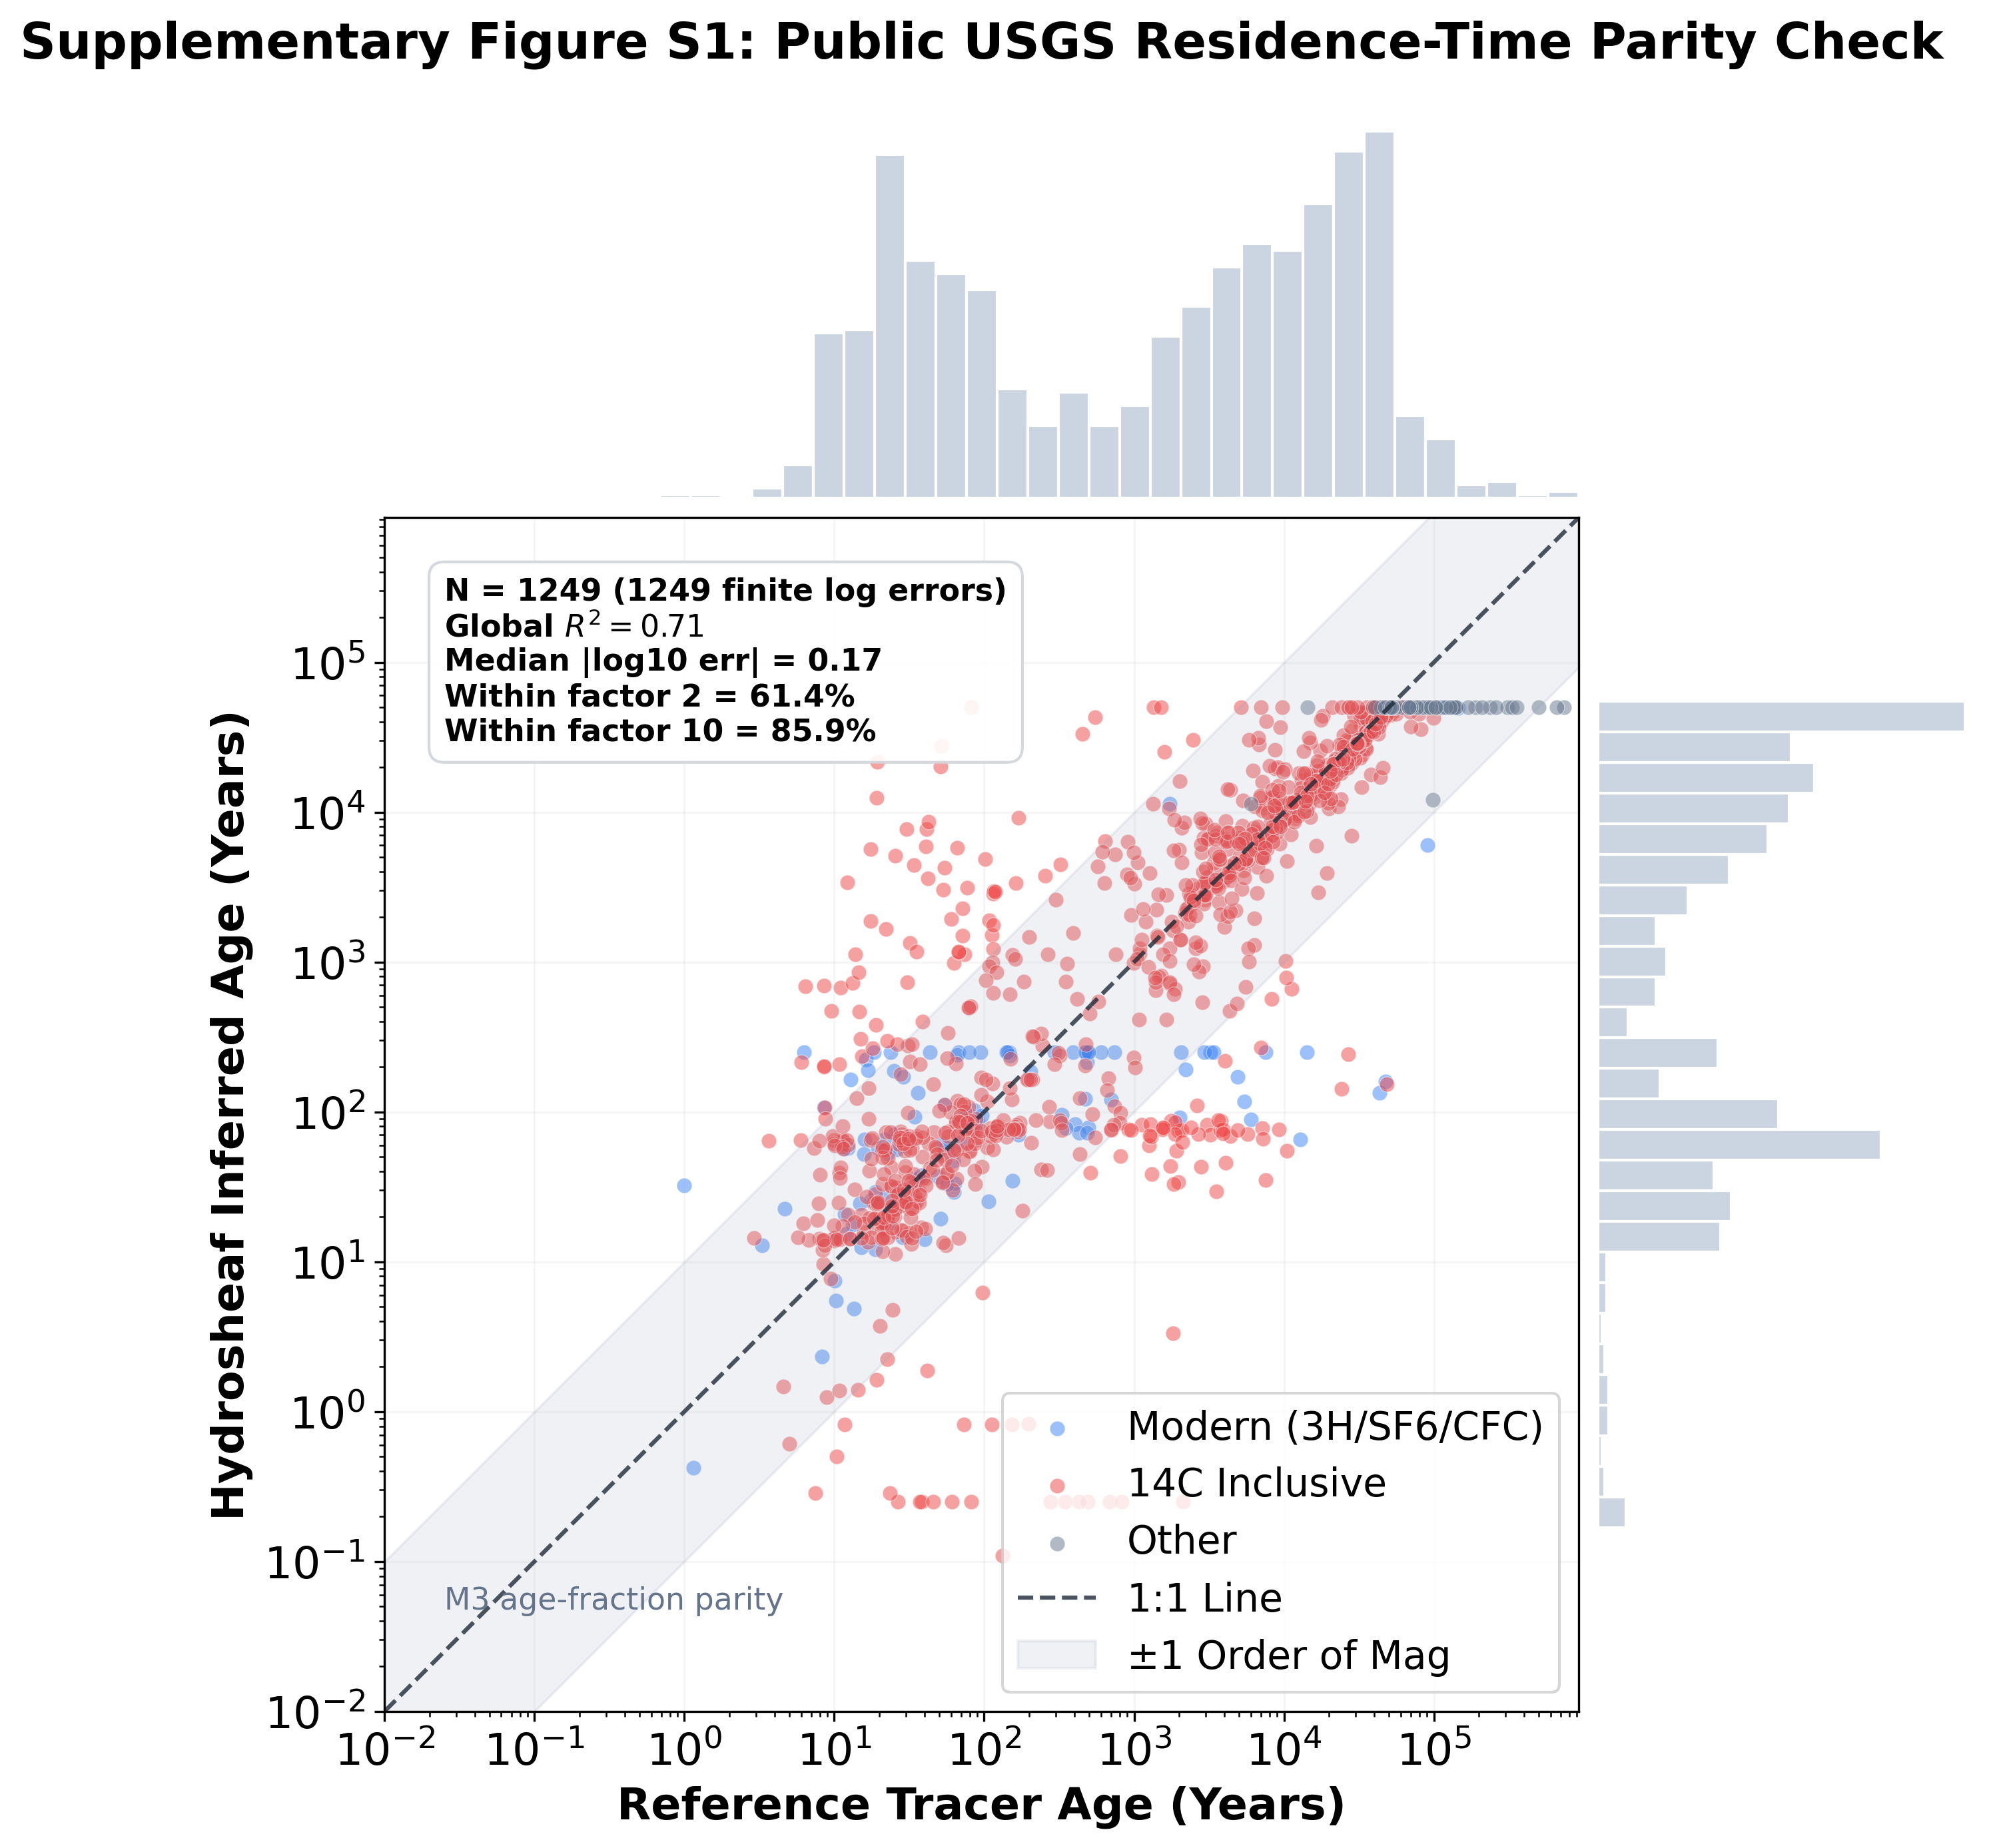 Supplementary Figure S1: Public USGS Residence-Time Parity Check
N = 1249 (1249 finite log errors)
Global R² = 0.71
Median |log10 err| = 0.17
Within factor 2 = 61.4%
Within factor 10 = 85.9%
Hydrosheaf Inferred Age (Years)
10⁵
10⁴
10³
10²
10¹
10⁰
10⁻¹
10⁻²
Modern (3H/SF6/CFC)
14C Inclusive
Other
1:1 Line
±1 Order of Mag
M3 age-fraction parity
10⁻² 10⁻¹ 10⁰ 10¹ 10² 10³ 10⁴ 10⁵
Reference Tracer Age (Years)